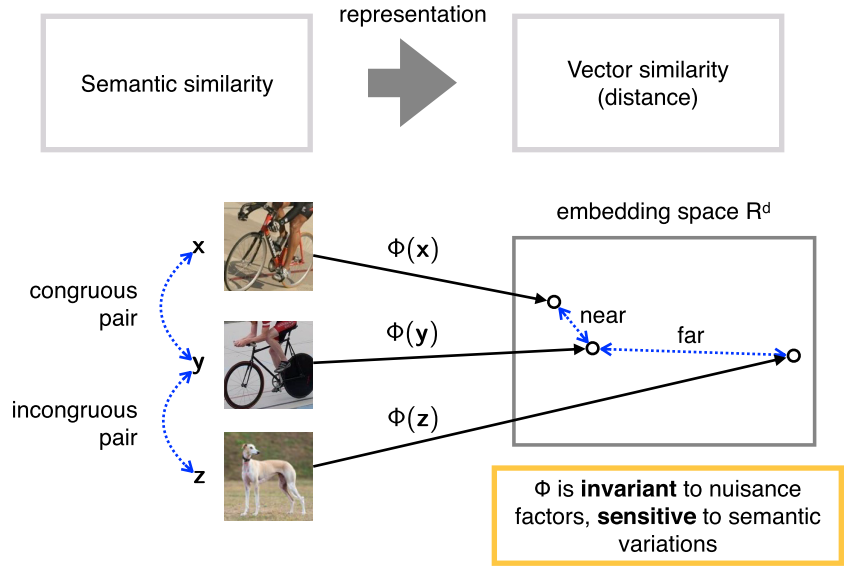 representation
Semantic similarity
Vector similarity
(distance)
embedding space Rᵈ
x
Φ(x)
congruous
pair
near
y
Φ(y)
far
incongruous
pair
Φ(z)
z
Φ is invariant to nuisance
factors, sensitive to semantic
variations